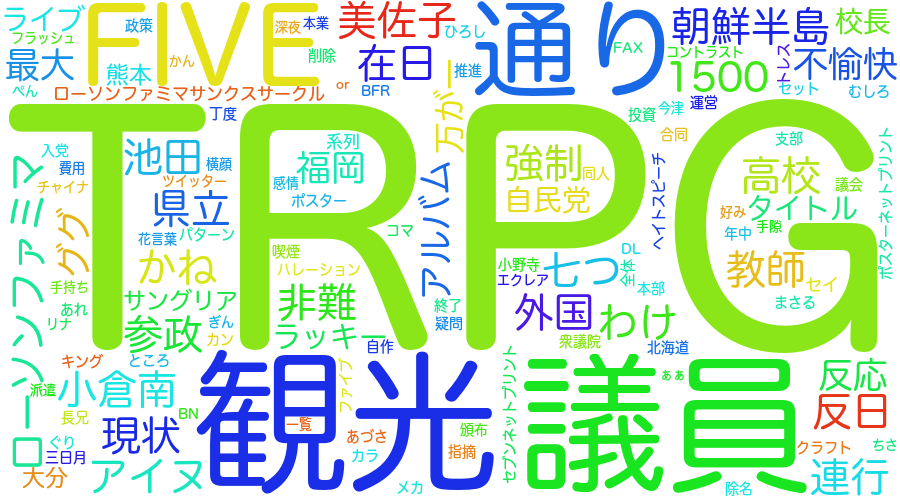 ライブ
フラッシュ
政策
FIVE
深夜
本業
美佐子
ひろし
通り
FAX
朝鮮半島
校長
最大
熊本
かん
削除
在日
BFR
推進
コントラスト
1500
トレス
不愉快
ぺん
ローソンファミマサンクスサークル
or
万が一
セット
むしろ
丁度
投資
今津
運営
TRPG
合同
支部
入党
費用
チャイナ
池田
横顔
ツイッター
系列
福岡
感情
ポスター
強制
同人
自民党
ヘイトスピーチ
高校
議会
ポスターネットプリント
ローソンファミマ
ググ
県立
花言葉
パターン
アルバム
コマ
好み
タイトル
年中
手隙
DL
喫煙
ハレーション
小野寺
エクレア
七つ
全体
本部
教師
セイ
まさる
かね
手持ち
あれ
リナ
サングリア
参政
ぎん
カン
非難
ラッキー
終了
疑問
外国
わけ
衆議院
北海道
自作
キング
ところ
派遣
小倉南
長兄
BN
観光
ファイブ
セブンネットプリント
議員
ぁぁ
反応
反日
現状
ぐり
三日月
大分
アイヌ
一覧
あづさ
カラ
頒布
指摘
メカ
クラフト
ちさ
連行
除名